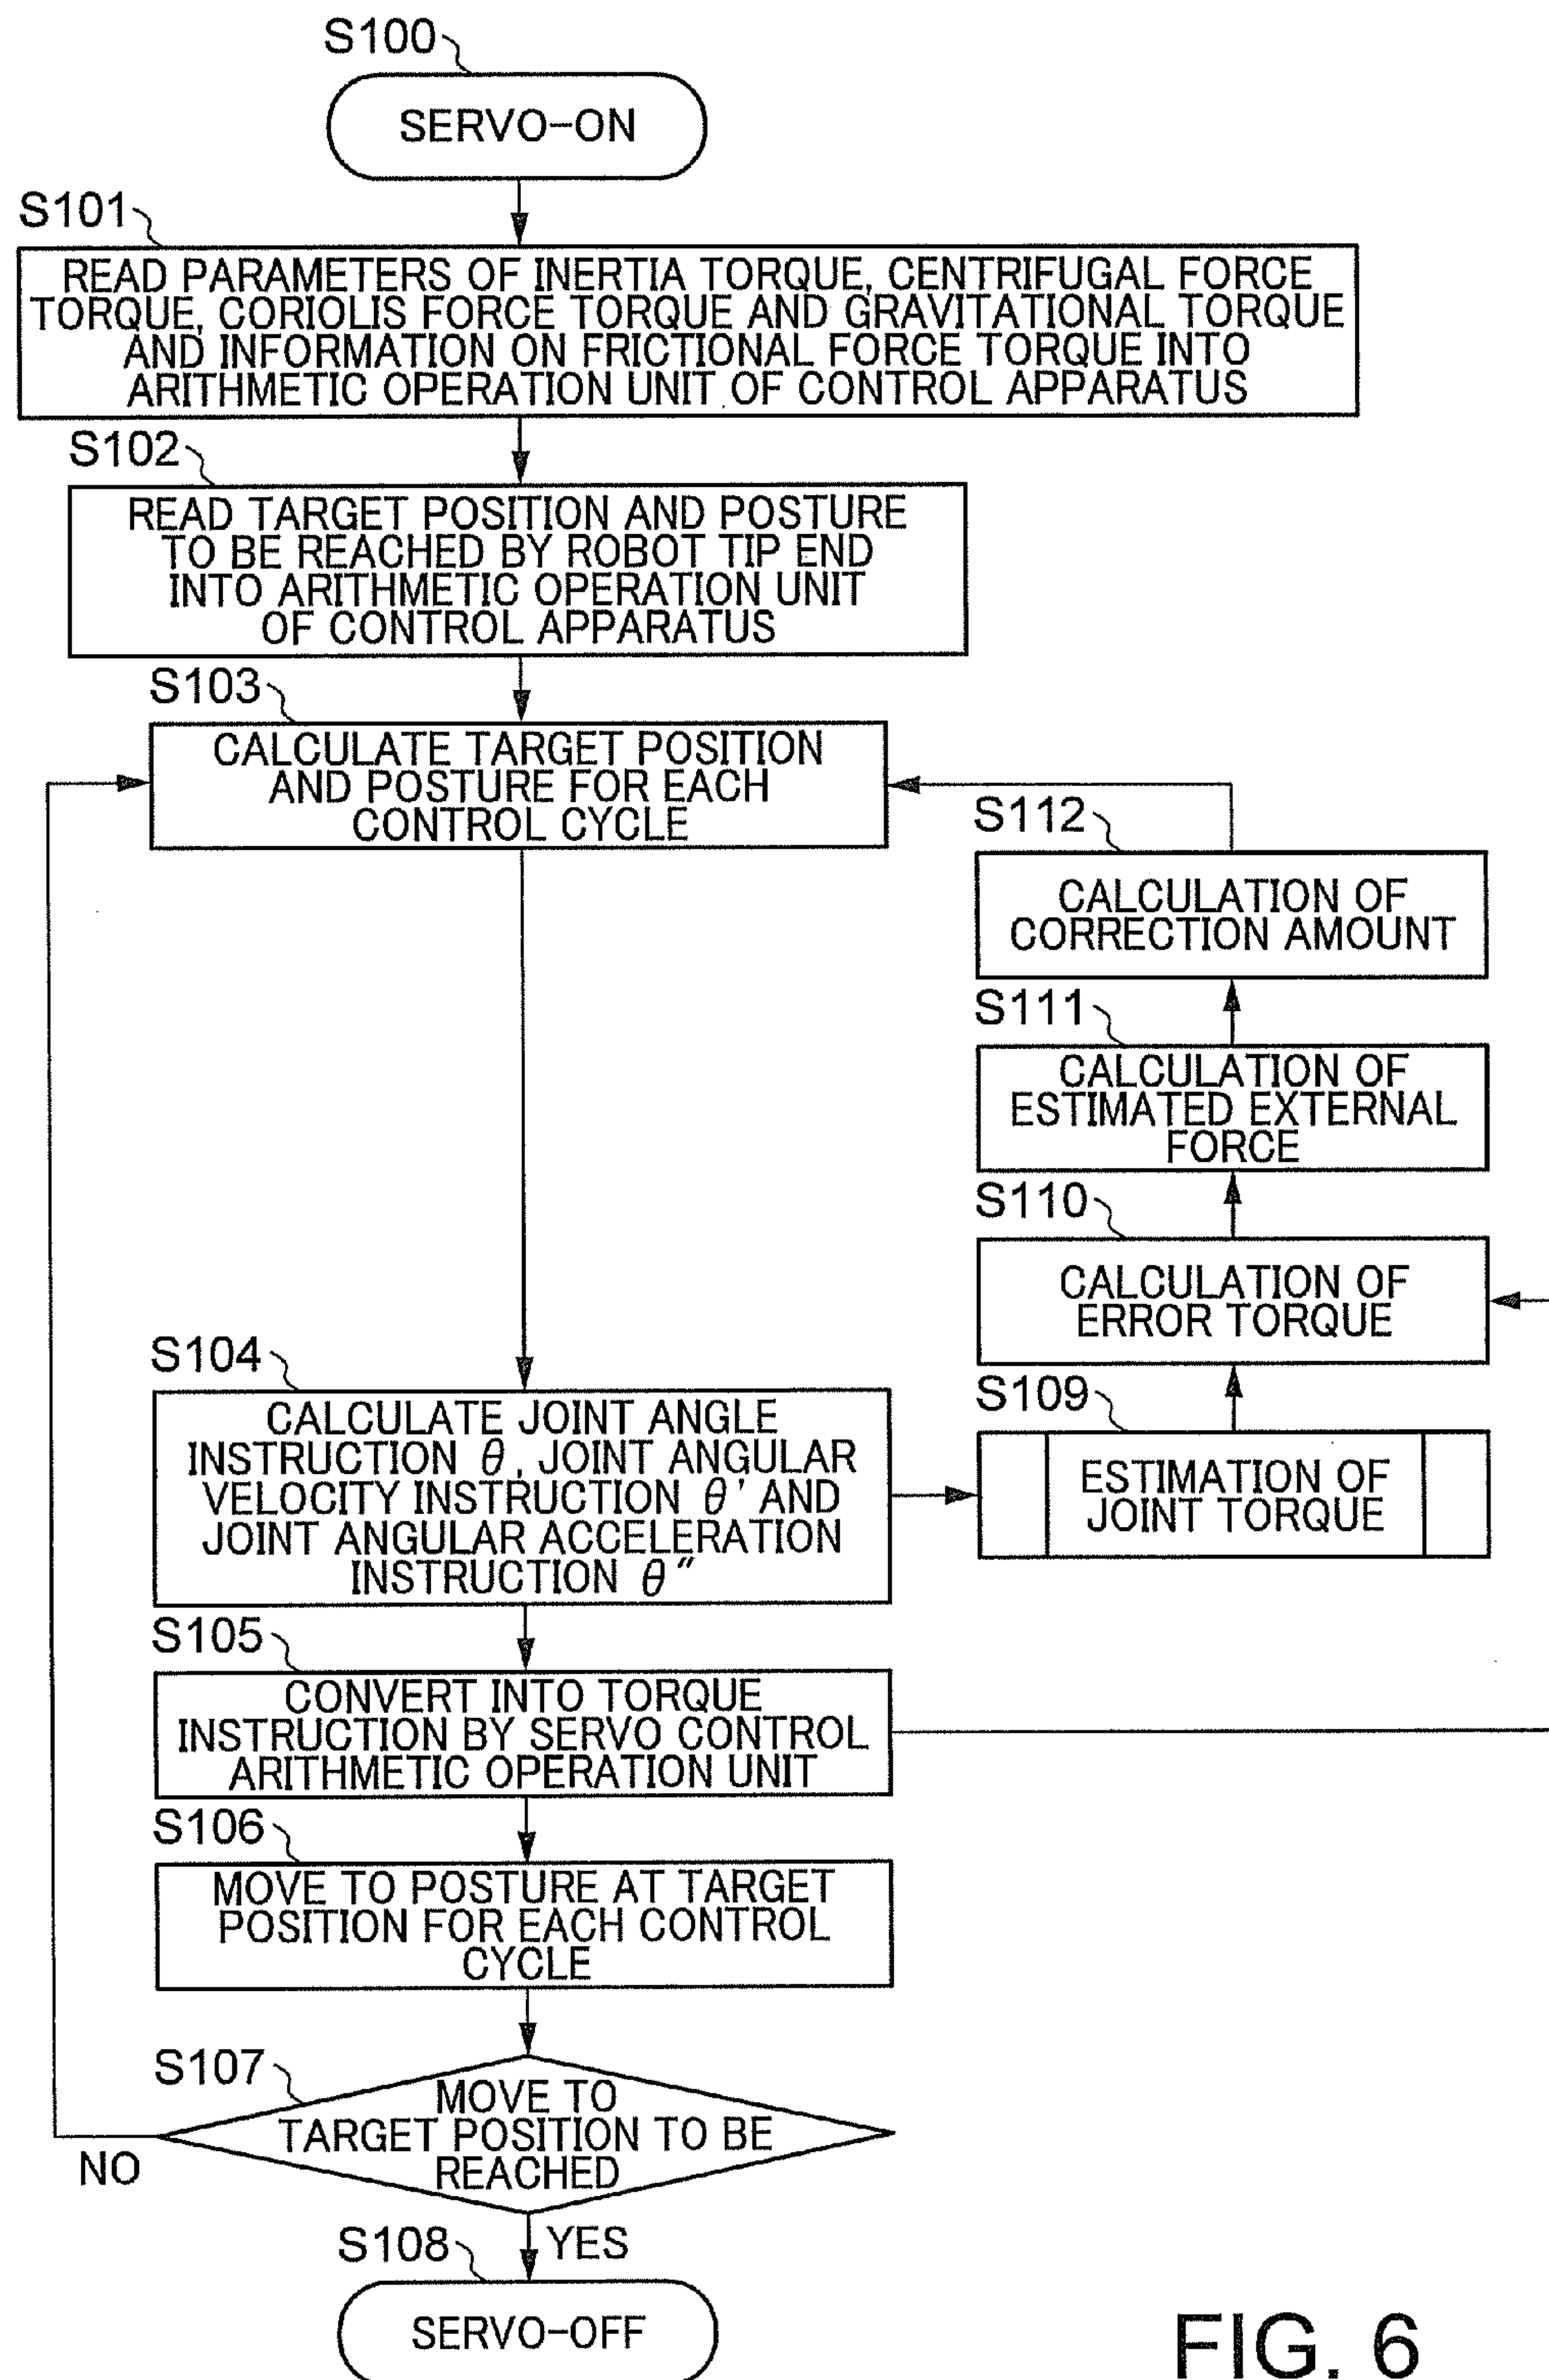 S100
SERVO-ON
S101
READ PARAMETERS OF INERTIA TORQUE, CENTRIFUGAL FORCE
TORQUE, CORIOLIS FORCE TORQUE AND GRAVITATIONAL TORQUE
AND INFORMATION ON FRICTIONAL FORCE TORQUE INTO
ARITHMETIC OPERATION UNIT OF CONTROL APPARATUS
S102
READ TARGET POSITION AND POSTURE
TO BE REACHED BY ROBOT TIP END
INTO ARITHMETIC OPERATION UNIT
OF CONTROL APPARATUS
S103
CALCULATE TARGET POSITION
AND POSTURE FOR EACH
CONTROL CYCLE
S112
CALCULATION OF
CORRECTION AMOUNT
S111
CALCULATION OF
ESTIMATED EXTERNAL
FORCE
S110
CALCULATION OF
ERROR TORQUE
S109
ESTIMATION OF
JOINT TORQUE
S104
CALCULATE JOINT ANGLE
INSTRUCTION θ, JOINT ANGULAR
VELOCITY INSTRUCTION θ' AND
JOINT ANGULAR ACCELERATION
INSTRUCTION θ"
S105
CONVERT INTO TORQUE
INSTRUCTION BY SERVO CONTROL
ARITHMETIC OPERATION UNIT
S106
MOVE TO POSTURE AT TARGET
POSITION FOR EACH CONTROL
CYCLE
S107
MOVE TO
TARGET POSITION TO BE
REACHED
NO
YES
S108
SERVO-OFF
FIG. 6